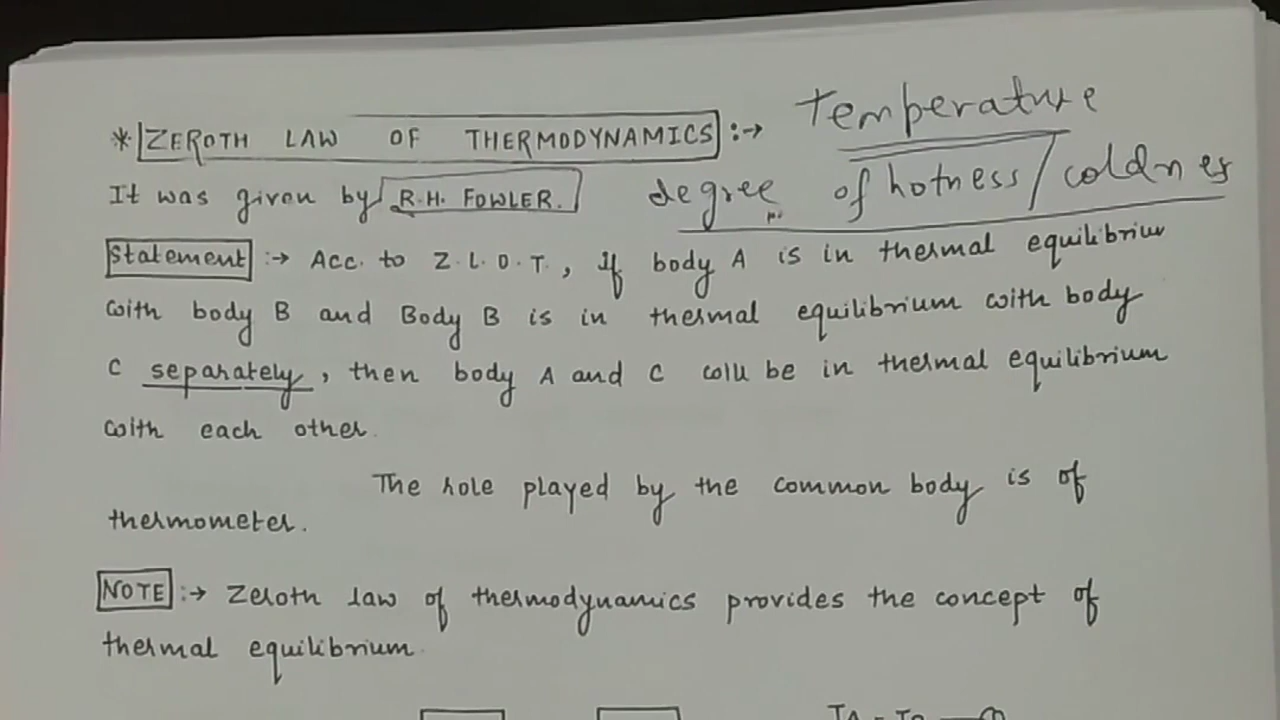 * ZEROTH LAW OF THERMODYNAMICS :→ Temperature
It was given by R.H. FOWLER. degree of hotness / coldnes
Statement :→ Acc. to Z.L.O.T., If body A is in thermal equilibrium
with body B and Body B is in thermal equilibrium with body
C separately, then body A and C will be in thermal equilibrium
with each other.
The role played by the common body is of
thermometer.
NOTE :→ Zeroth law of thermodynamics provides the concept of
thermal equilibrium.